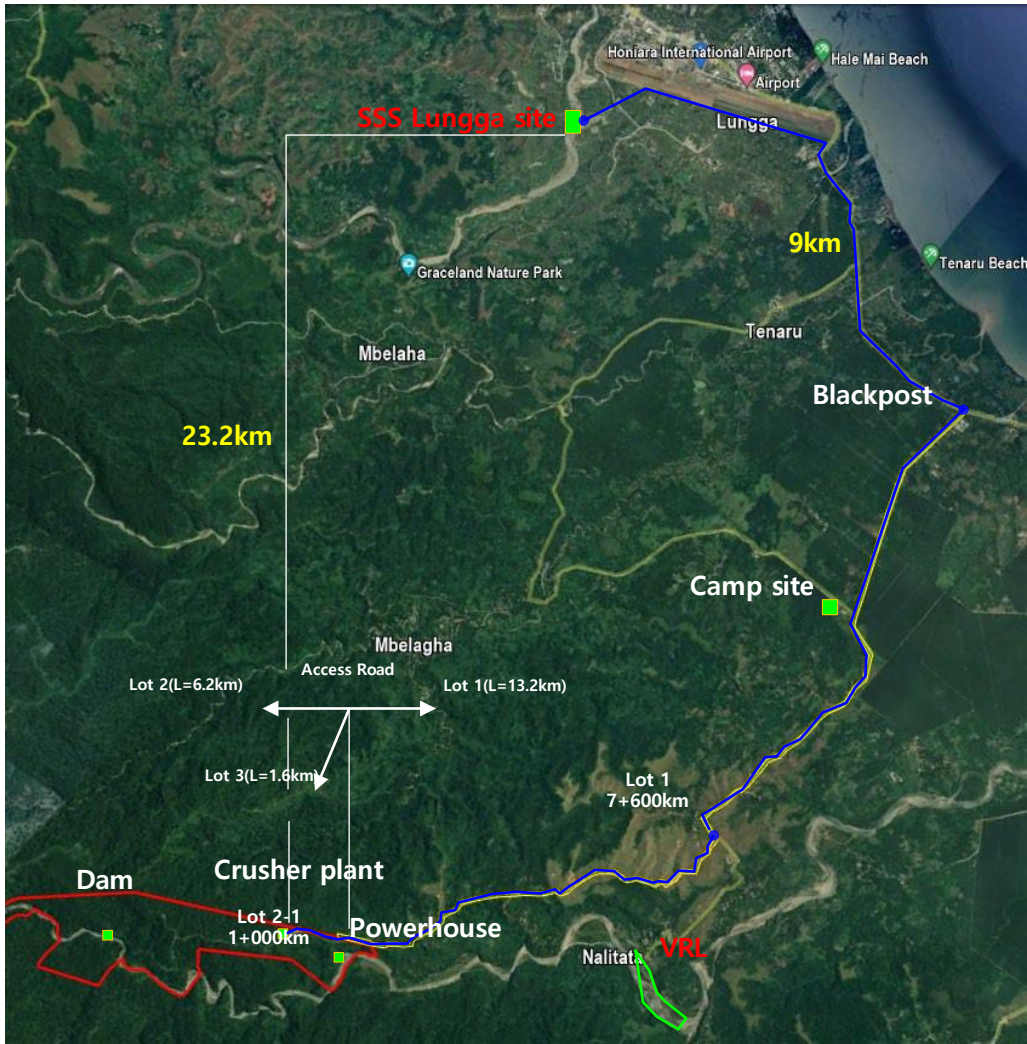 Honiara International Airport
Hale Mai Beach
Airport
SSS Lungga site
Lungga
9km
Tenaru Beach
Graceland Nature Park
Tenaru
Mbelaha
Blackpost
23.2km
Camp site
Mbelagha
Access Road
Lot 2(L=6.2km)
Lot 1(L=13.2km)
Lot 3(L=1.6km)
Lot 1
7+600km
Crusher plant
Dam
Lot 2-1
1+000km
Powerhouse
Nalitata
VRL